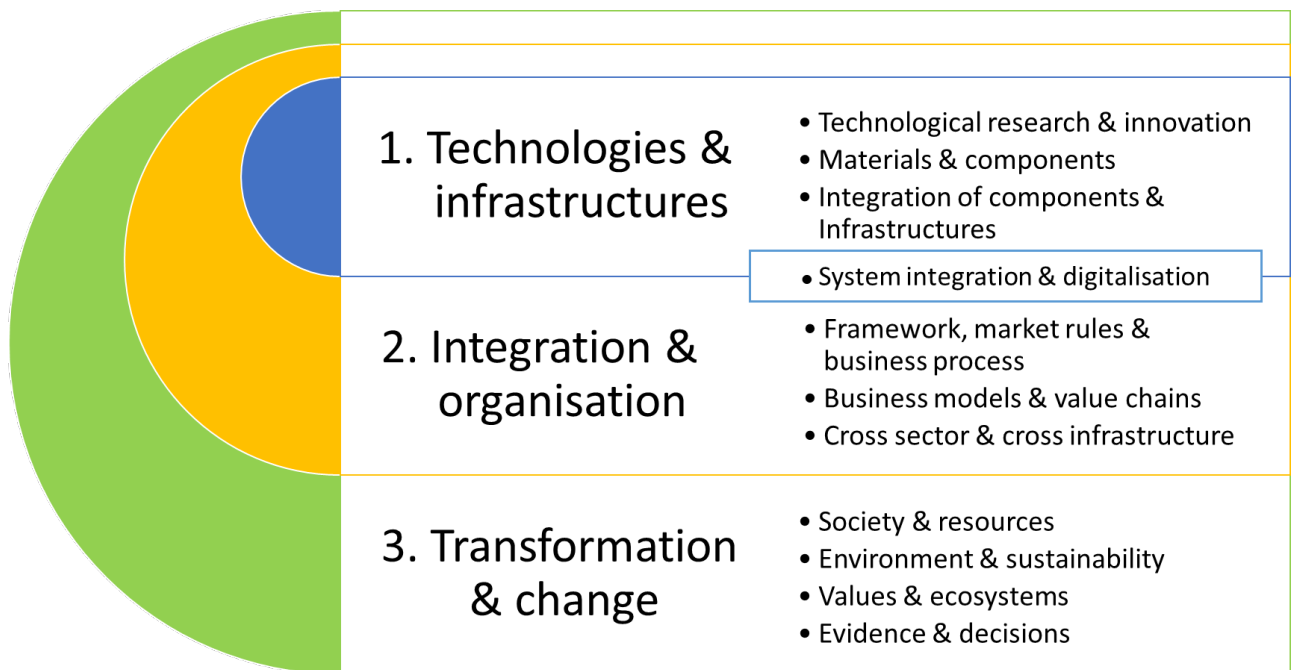 1. Technologies &
infrastructures
• Technological research & innovation
• Materials & components
• Integration of components &
Infrastructures
• System integration & digitalisation
2. Integration &
organisation
• Framework, market rules &
business process
• Business models & value chains
• Cross sector & cross infrastructure
3. Transformation
& change
• Society & resources
• Environment & sustainability
• Values & ecosystems
• Evidence & decisions